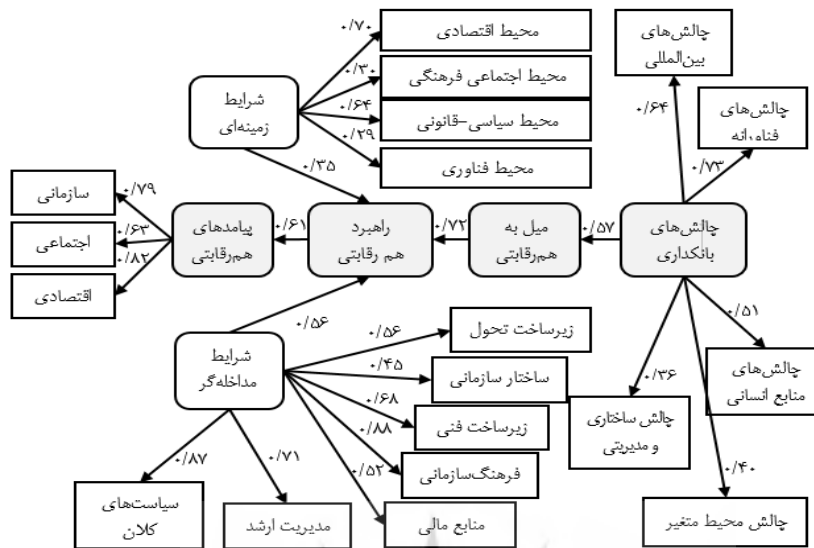 ۰/۷۰
محیط اقتصادی
چالش‌های
بین‌المللی
۰/۳۰
محیط اجتماعی فرهنگی
شرایط
زمینه‌ای
۰/۶۴
محیط سیاسی-قانونی
۰/۶۴
چالش‌های
فناورانه
۰/۲۹
محیط فناوری
۰/۷۳
۰/۳۵
سازمانی
۰/۷۹
اجتماعی
۰/۶۳
اقتصادی
۰/۸۲
پیامدهای
هم‌رقابتی
۰/۶۱
راهبرد
هم رقابتی
۰/۷۲
میل به
هم‌رقابتی
۰/۵۷
چالش‌های
بانکداری
۰/۵۶
شرایط
مداخله‌گر
۰/۵۶
زیرساخت تحول
۰/۴۵
ساختار سازمانی
۰/۶۸
زیرساخت فنی
۰/۸۸
فرهنگ‌سازمانی
۰/۵۲
منابع مالی
۰/۷۱
مدیریت ارشد
۰/۸۷
سیاست‌های
کلان
۰/۵۱
چالش‌های
منابع انسانی
۰/۳۶
چالش ساختاری
و مدیریتی
۰/۴۰
چالش محیط متغیر